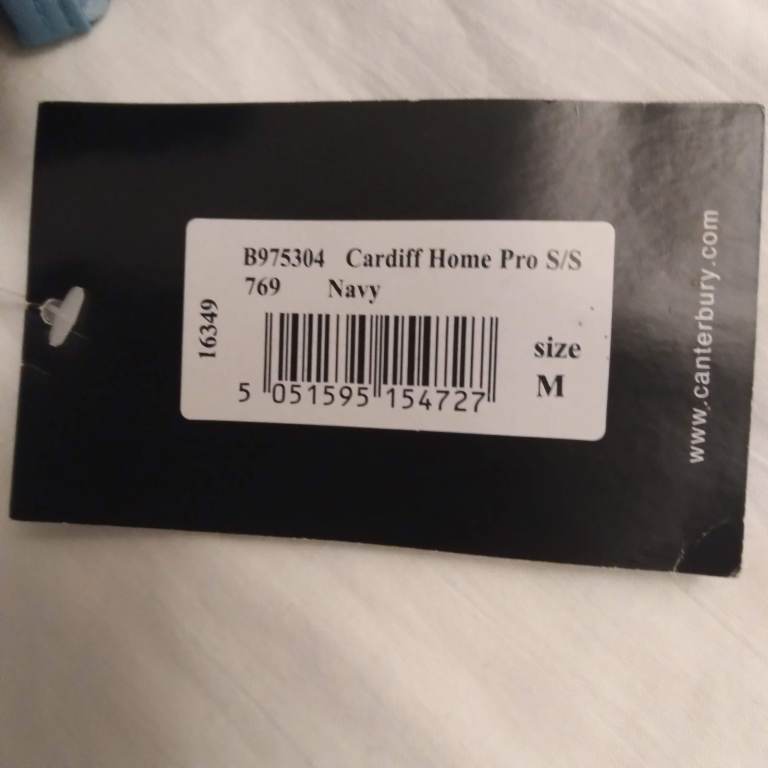 B975304 Cardiff Home Pro S/S
769 Navy
16349
size
M
5 051595 154727
www.canterbury.com